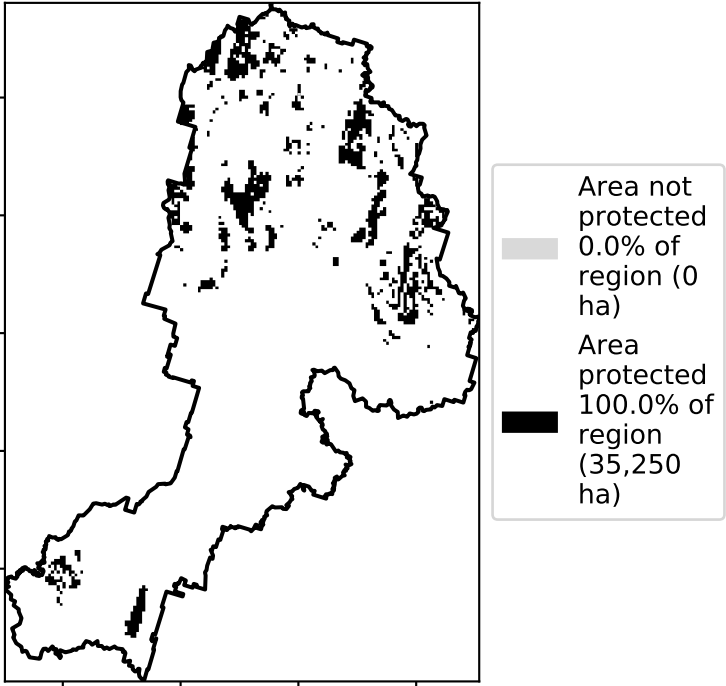 Area not
protected
0.0% of
region (0
ha)
Area
protected
100.0% of
region
(35,250
ha)